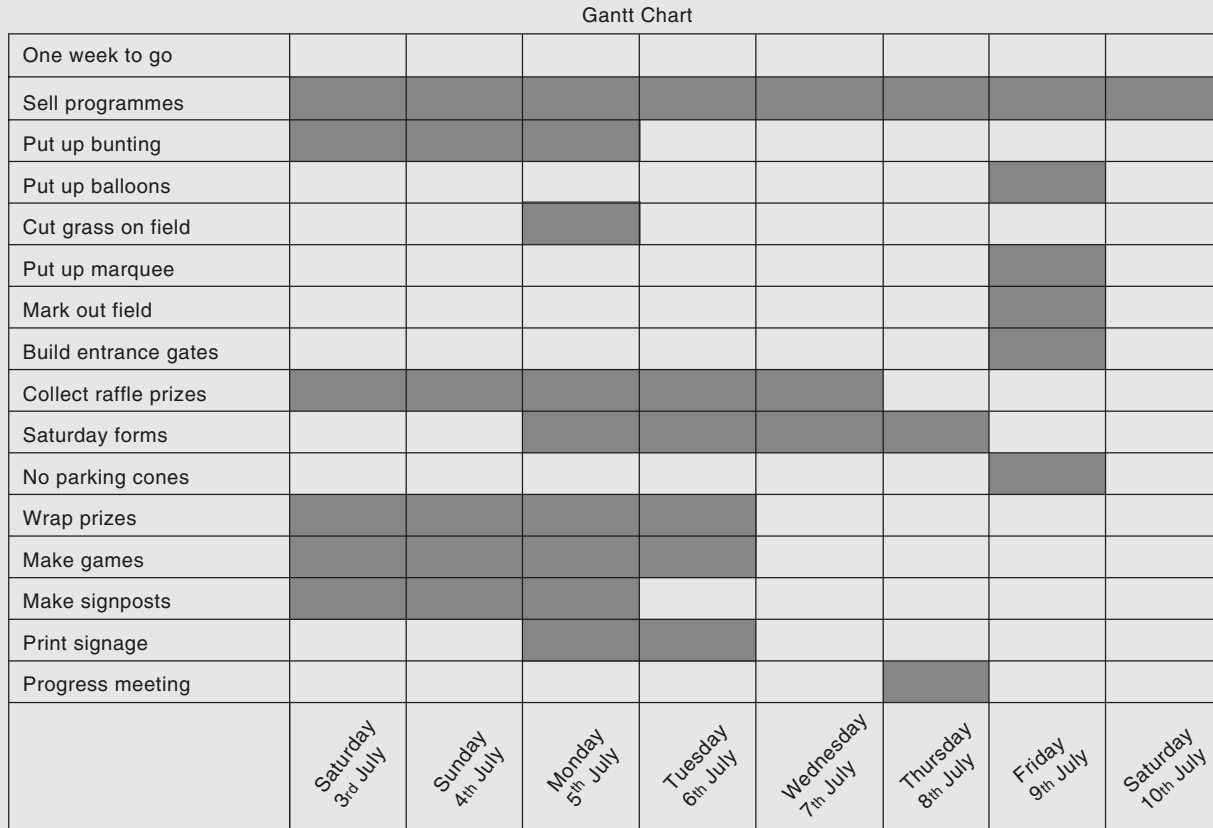 Gantt Chart
One week to go
Sell programmes
Put up bunting
Put up balloons
Cut grass on field
Put up marquee
Mark out field
Build entrance gates
Collect raffle prizes
Saturday forms
No parking cones
Wrap prizes
Make games
Make signposts
Print signage
Progress meeting
Saturday
3rd July
Sunday
4th July
Monday
5th July
Tuesday
6th July
Wednesday
7th July
Thursday
8th July
Friday
9th July
Saturday
10th July